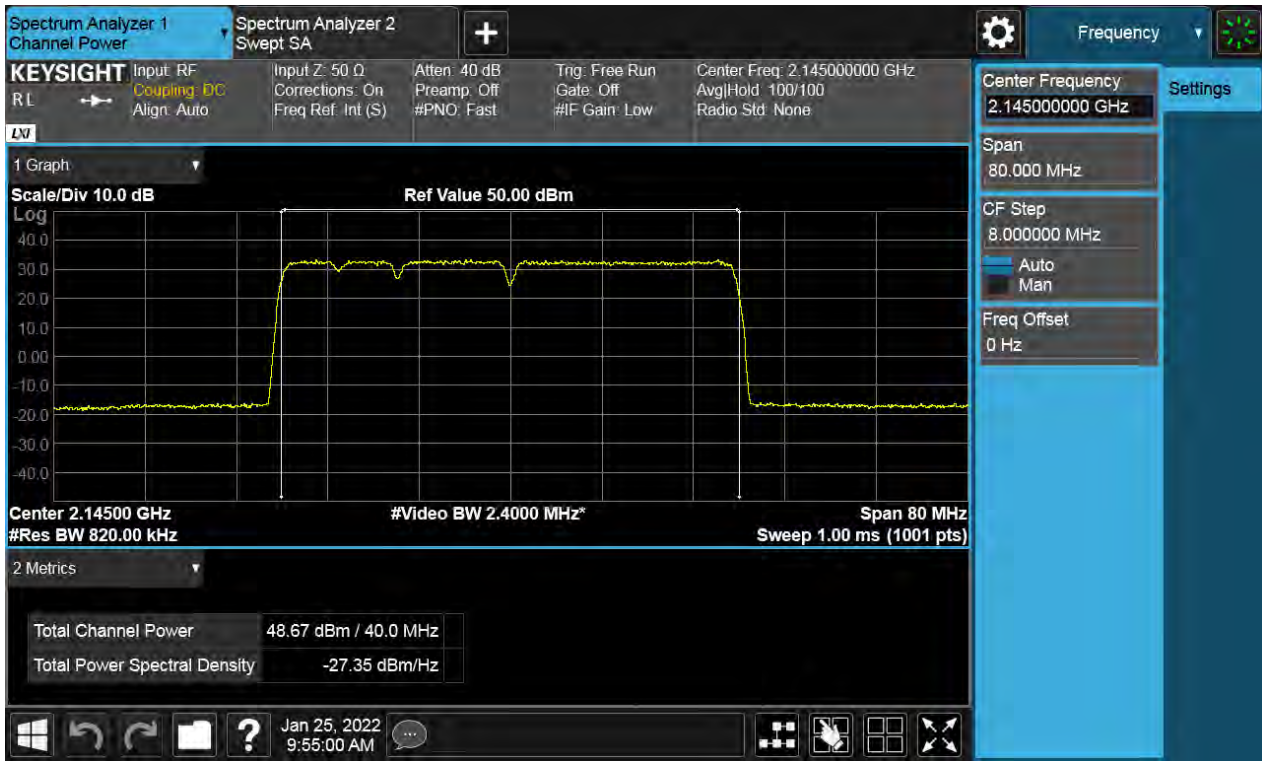 Spectrum Analyzer 1
Channel Power
Spectrum Analyzer 2
Swept SA
+
Frequency
KEYSIGHT
RL
LXI
Input: RF
Coupling: DC
Align: Auto
Input Z: 50 Ω
Corrections: On
Freq Ref: Int (S)
Atten: 40 dB
Preamp: Off
#PNO: Fast
Trig: Free Run
Gate: Off
#IF Gain: Low
Center Freq: 2.145000000 GHz
Avg|Hold: 100/100
Radio Std: None
Center Frequency
2.145000000 GHz
Settings
Span
80.000 MHz
CF Step
8.000000 MHz
Auto
Man
Freq Offset
0 Hz
1 Graph
Scale/Div 10.0 dB
Ref Value 50.00 dBm
Log
40.0
30.0
20.0
10.0
0.00
-10.0
-20.0
-30.0
-40.0
Center 2.14500 GHz
#Video BW 2.4000 MHz*
Span 80 MHz
#Res BW 820.00 kHz
Sweep 1.00 ms (1001 pts)
2 Metrics
Total Channel Power 48.67 dBm / 40.0 MHz
Total Power Spectral Density -27.35 dBm/Hz
?
Jan 25, 2022
9:55:00 AM